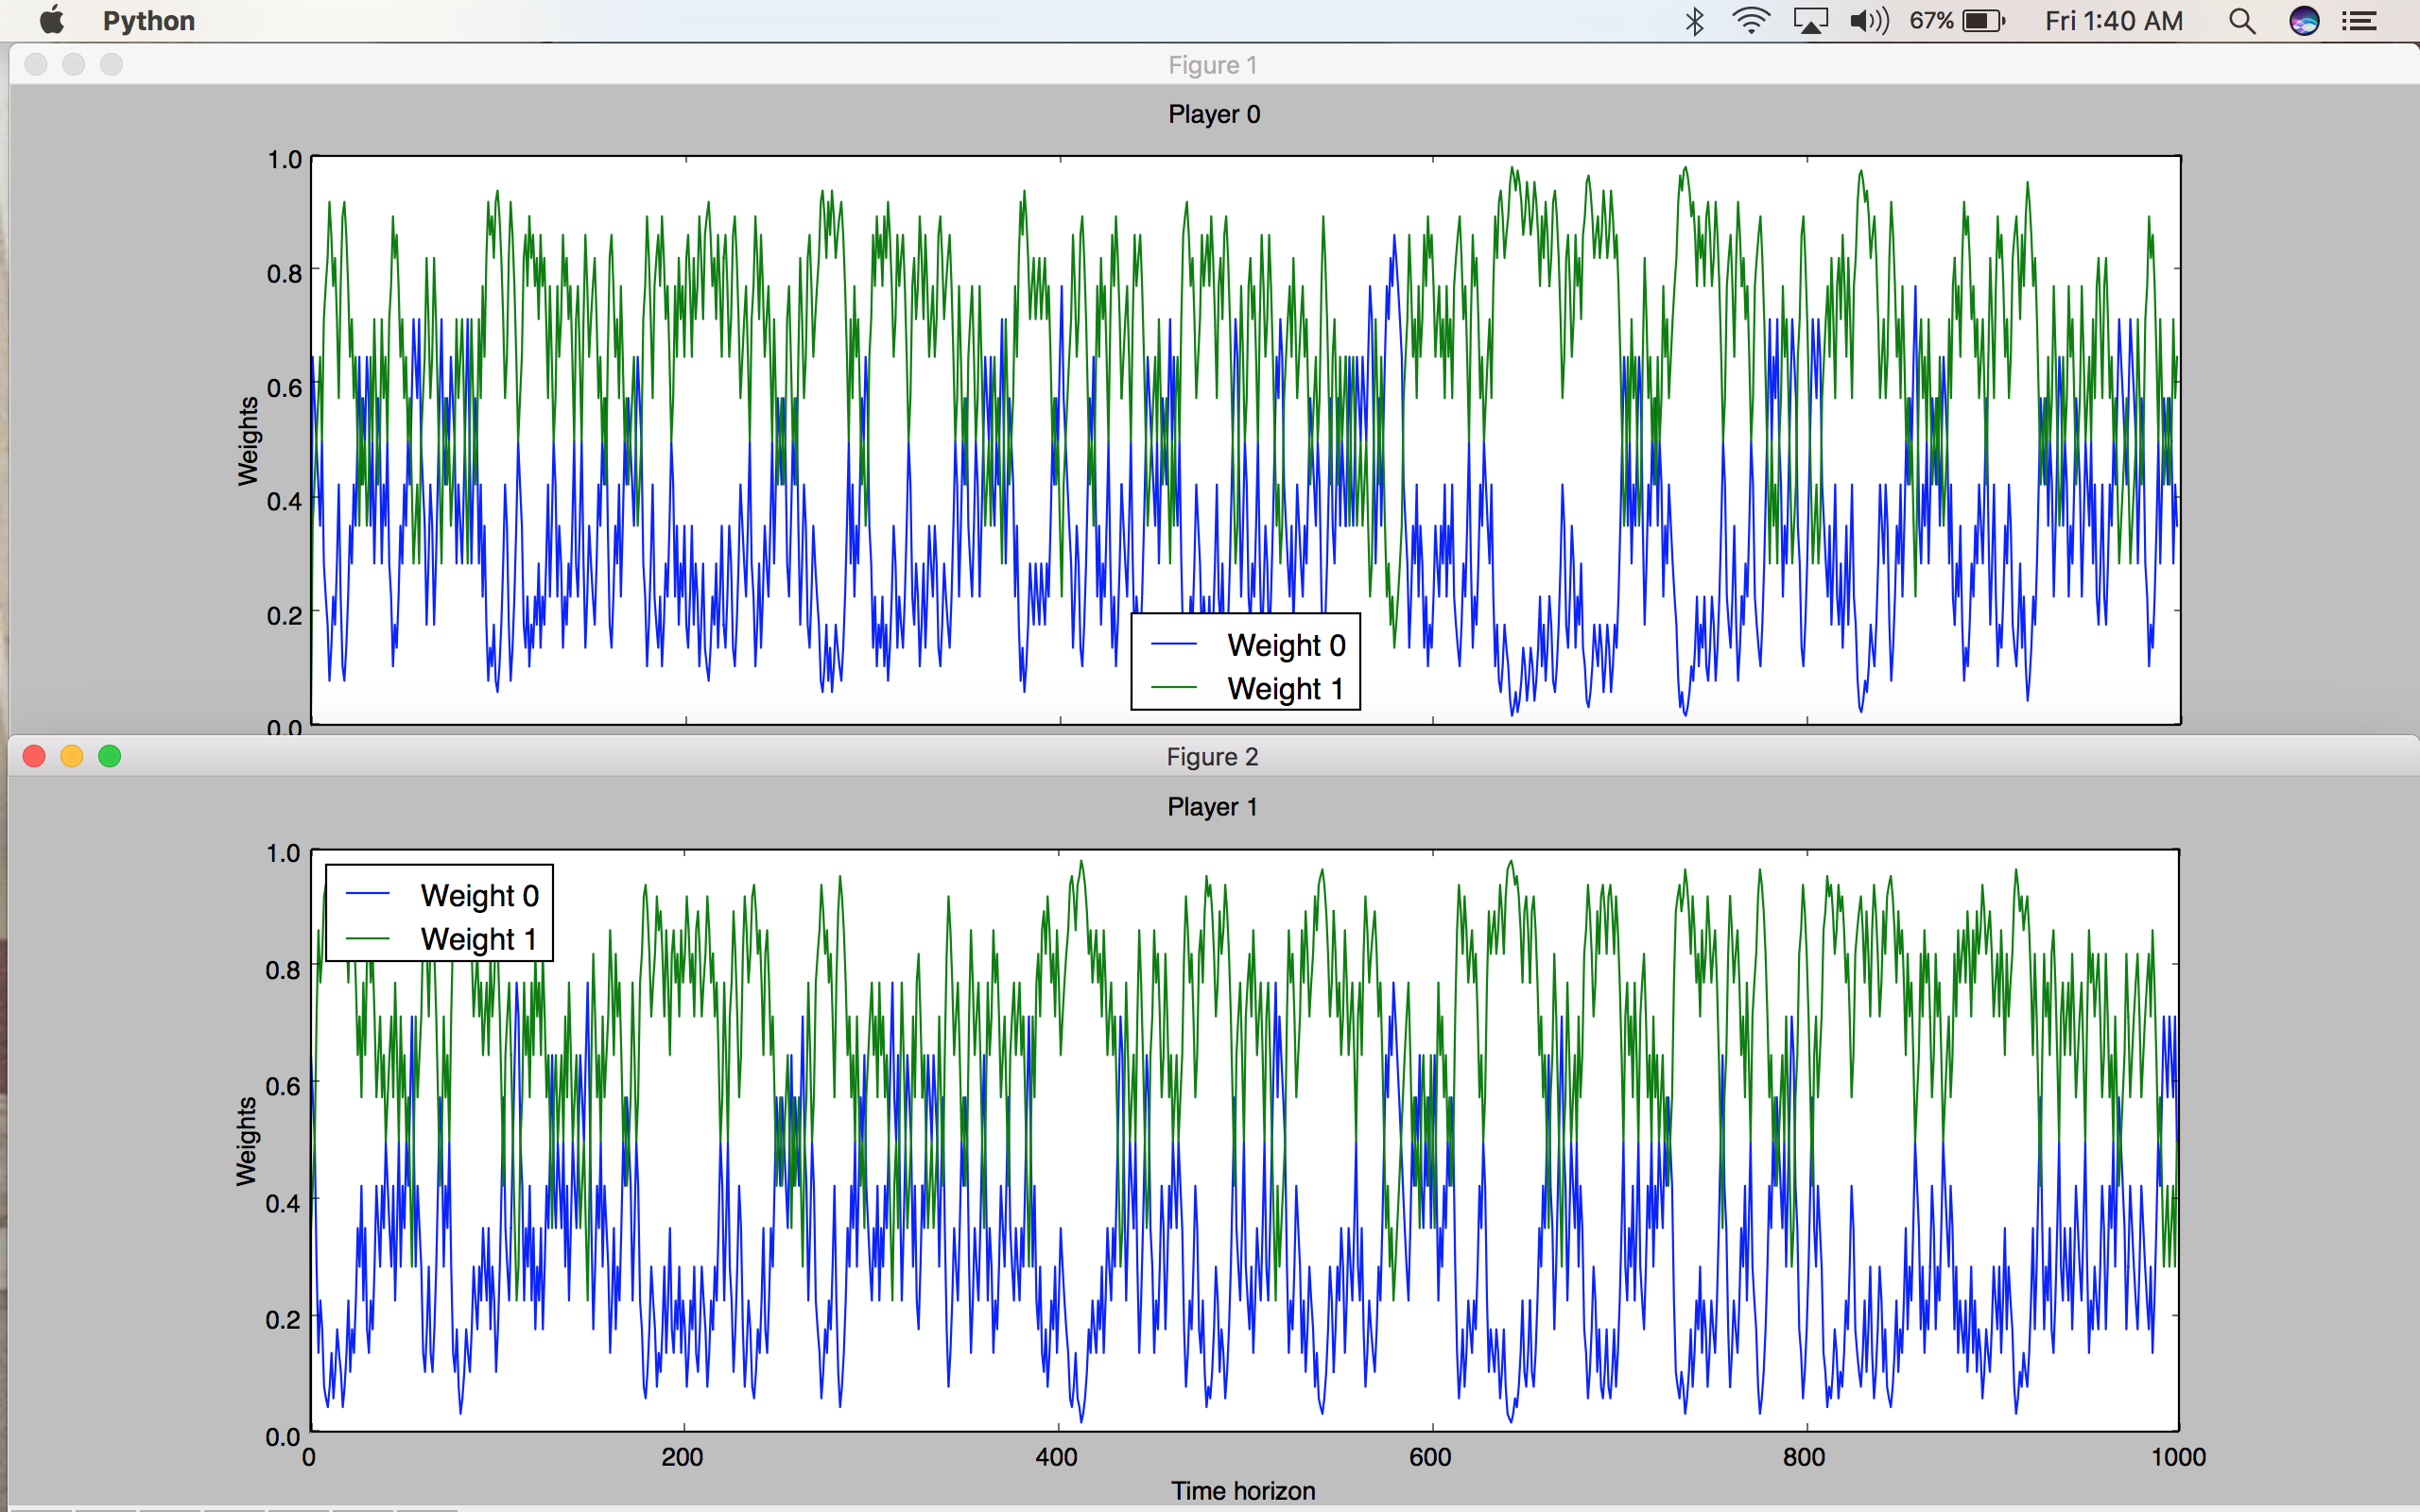 Python 67% Fri 1:40 AM
Figure 1
Player 0
1.0
0.8
0.6
0.4
0.2
0.0
Weights
Weight 0
Weight 1
Figure 2
Player 1
1.0
0.8
0.6
0.4
0.2
0.0
Weights
Weight 0
Weight 1
0 200 400 600 800 1000
Time horizon